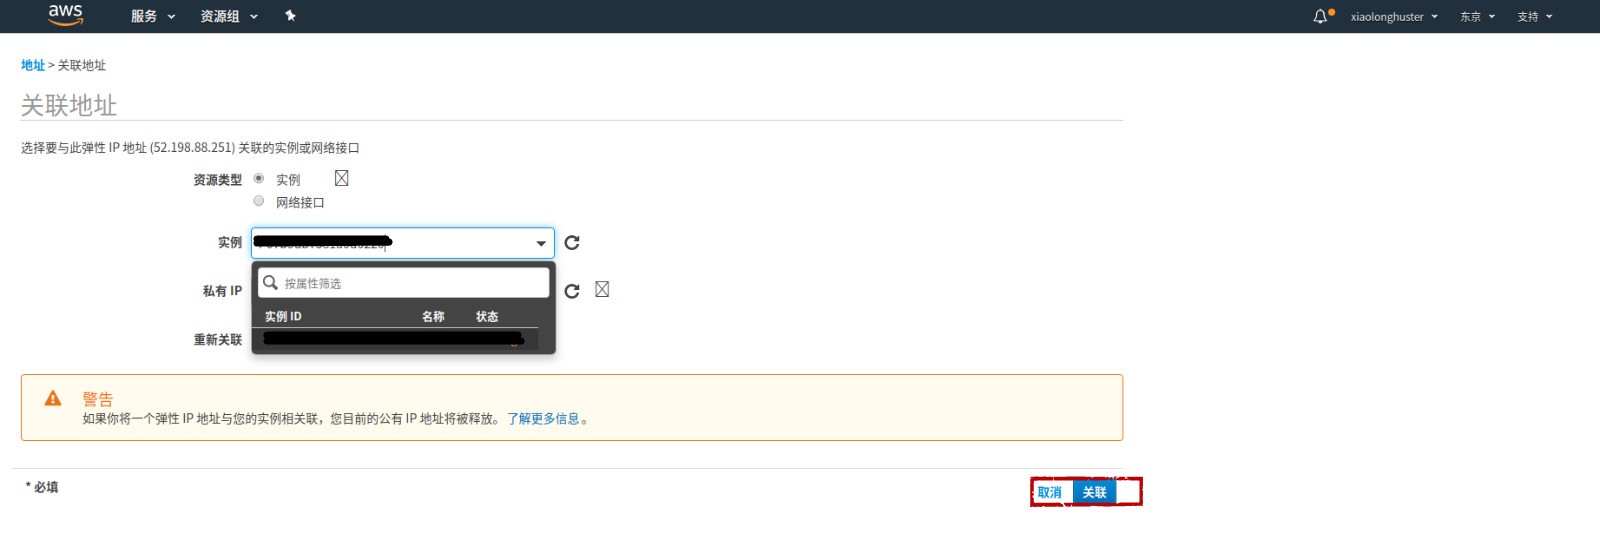 aws 服务 资源组 xiaolonghuster 东京 支持
地址 > 关联地址
关联地址
选择要与此弹性 IP 地址 (52.198.88.251) 关联的实例或网络接口
资源类型 实例
网络接口
实例
按属性筛选
私有 IP
实例 ID 名称 状态
重新关联
警告
如果你将一个弹性 IP 地址与您的实例相关联，您目前的公有 IP 地址将被释放。 了解更多信息 。
* 必填
取消 关联